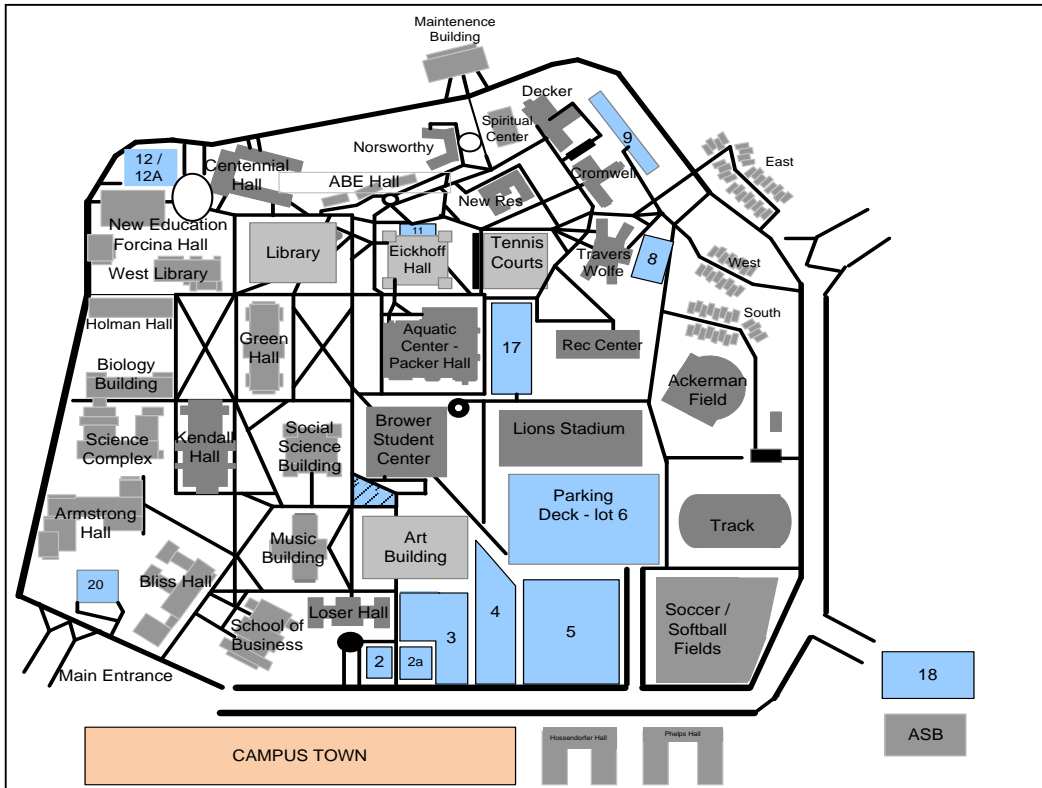 Maintenence
Building
Decker
Spiritual
Center
9
Norsworthy
12 /
12A
Centennial
Hall
ABE Hall
Cromwell
East
New Res
New Education
Forcina Hall
West Library
Library
11
Eickhoff
Hall
Tennis
Courts
Travers
Wolfe
8
West
South
Holman Hall
Green
Hall
Aquatic
Center -
Packer Hall
17
Rec Center
Biology
Building
Ackerman
Field
Science
Complex
Kendall
Hall
Social
Science
Building
Brower
Student
Center
Lions Stadium
Parking
Deck - lot 6
Armstrong
Hall
Music
Building
Art
Building
Track
20
Bliss Hall
School of
Business
Loser Hall
2
2a
3
4
5
Soccer /
Softball
Fields
Main Entrance
18
ASB
CAMPUS TOWN
Hossendorfer Hall
Phelps Hall